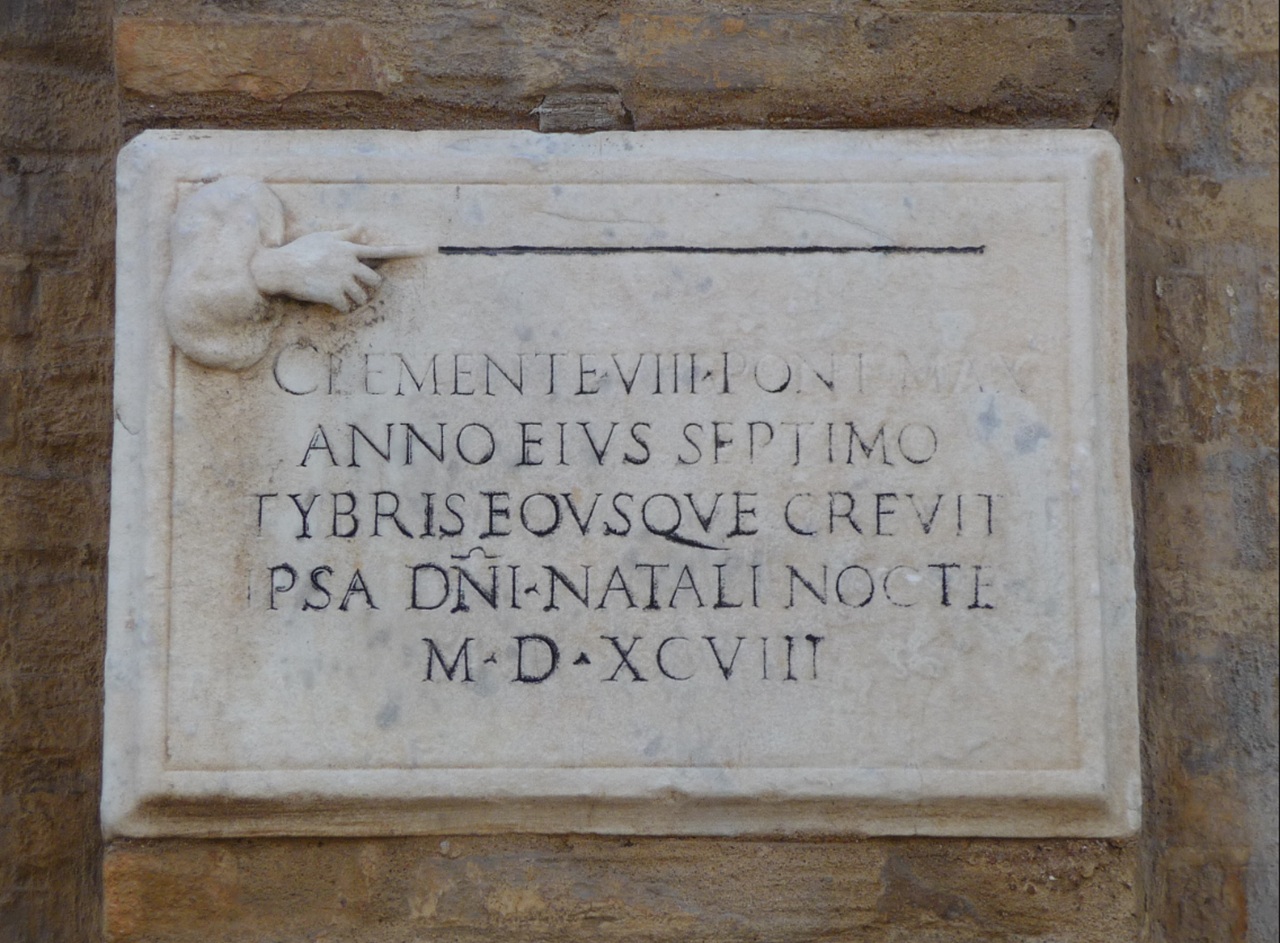 CLEMENTE·VIII·PONT MAX
ANNO EIVS SEPTIMO
TYBRIS EOVSQVE CREVIT
IPSA DÑI·NATALI NOCTE
M·D·XCVIII